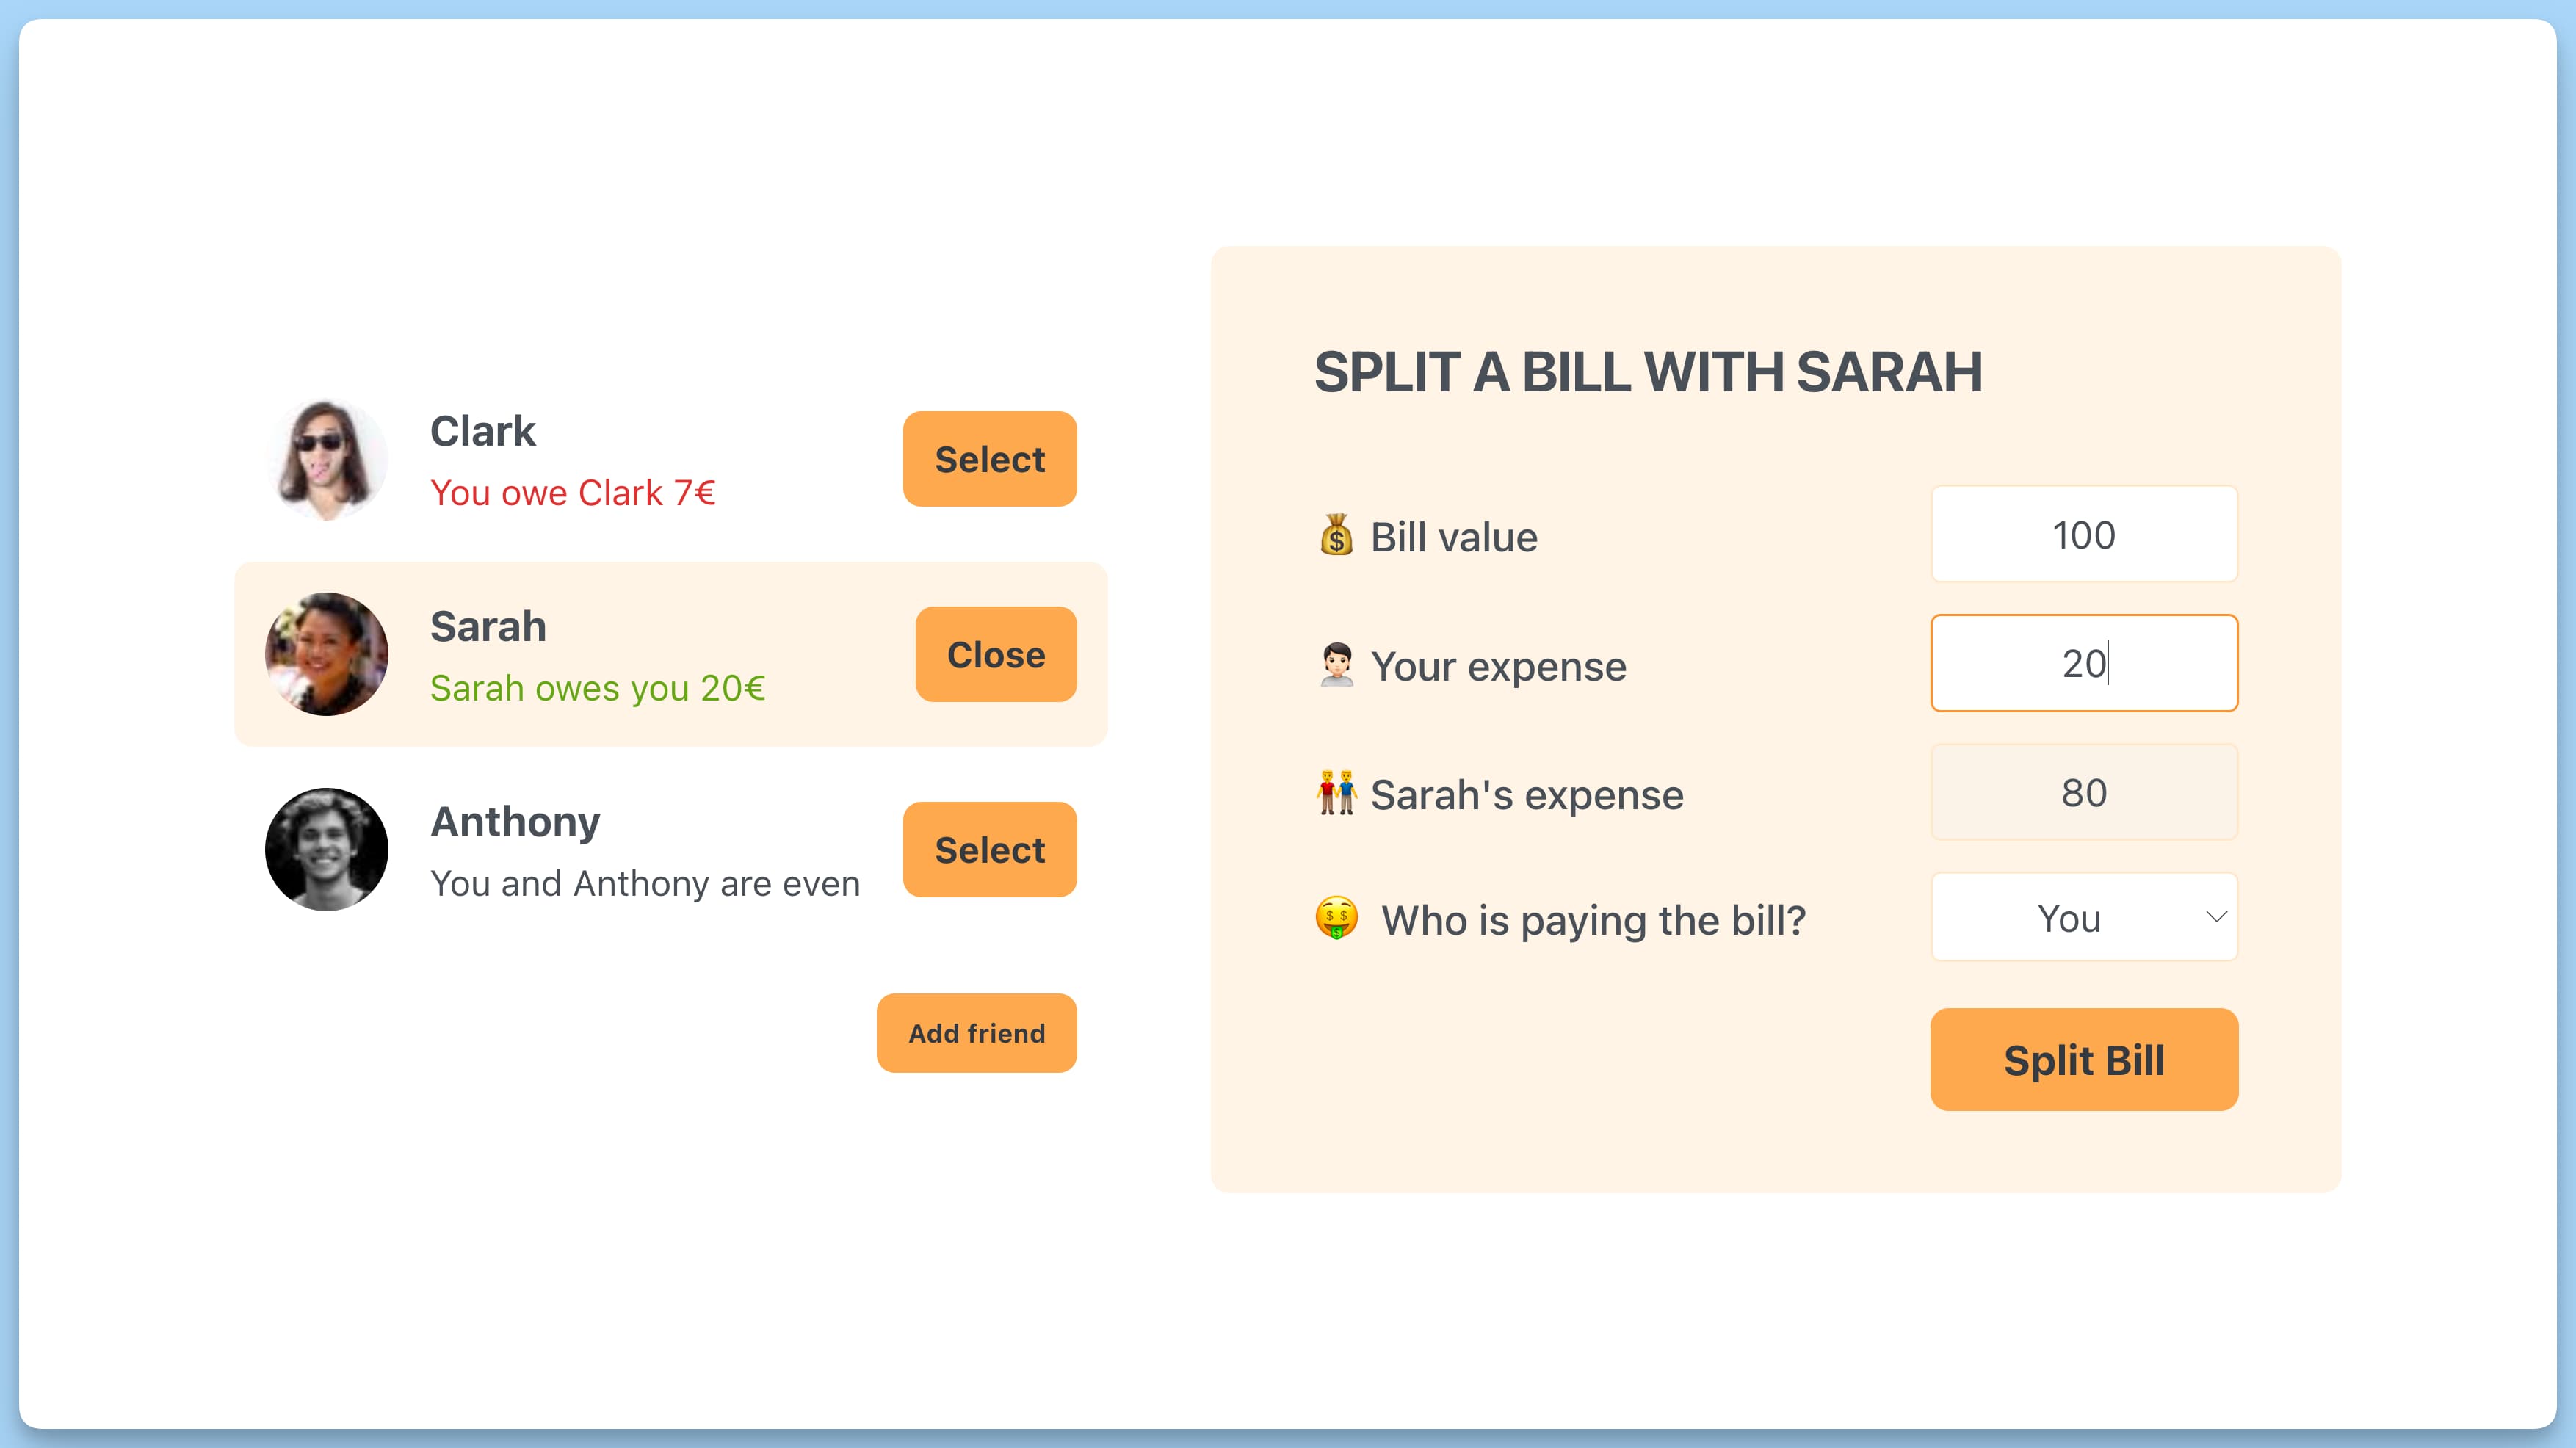 Clark
You owe Clark 7€
Select
Sarah
Sarah owes you 20€
Close
Anthony
You and Anthony are even
Select
Add friend
SPLIT A BILL WITH SARAH
💰 Bill value
100
🧑🏻 Your expense
20
👬 Sarah's expense
80
🤑 Who is paying the bill?
You
Split Bill